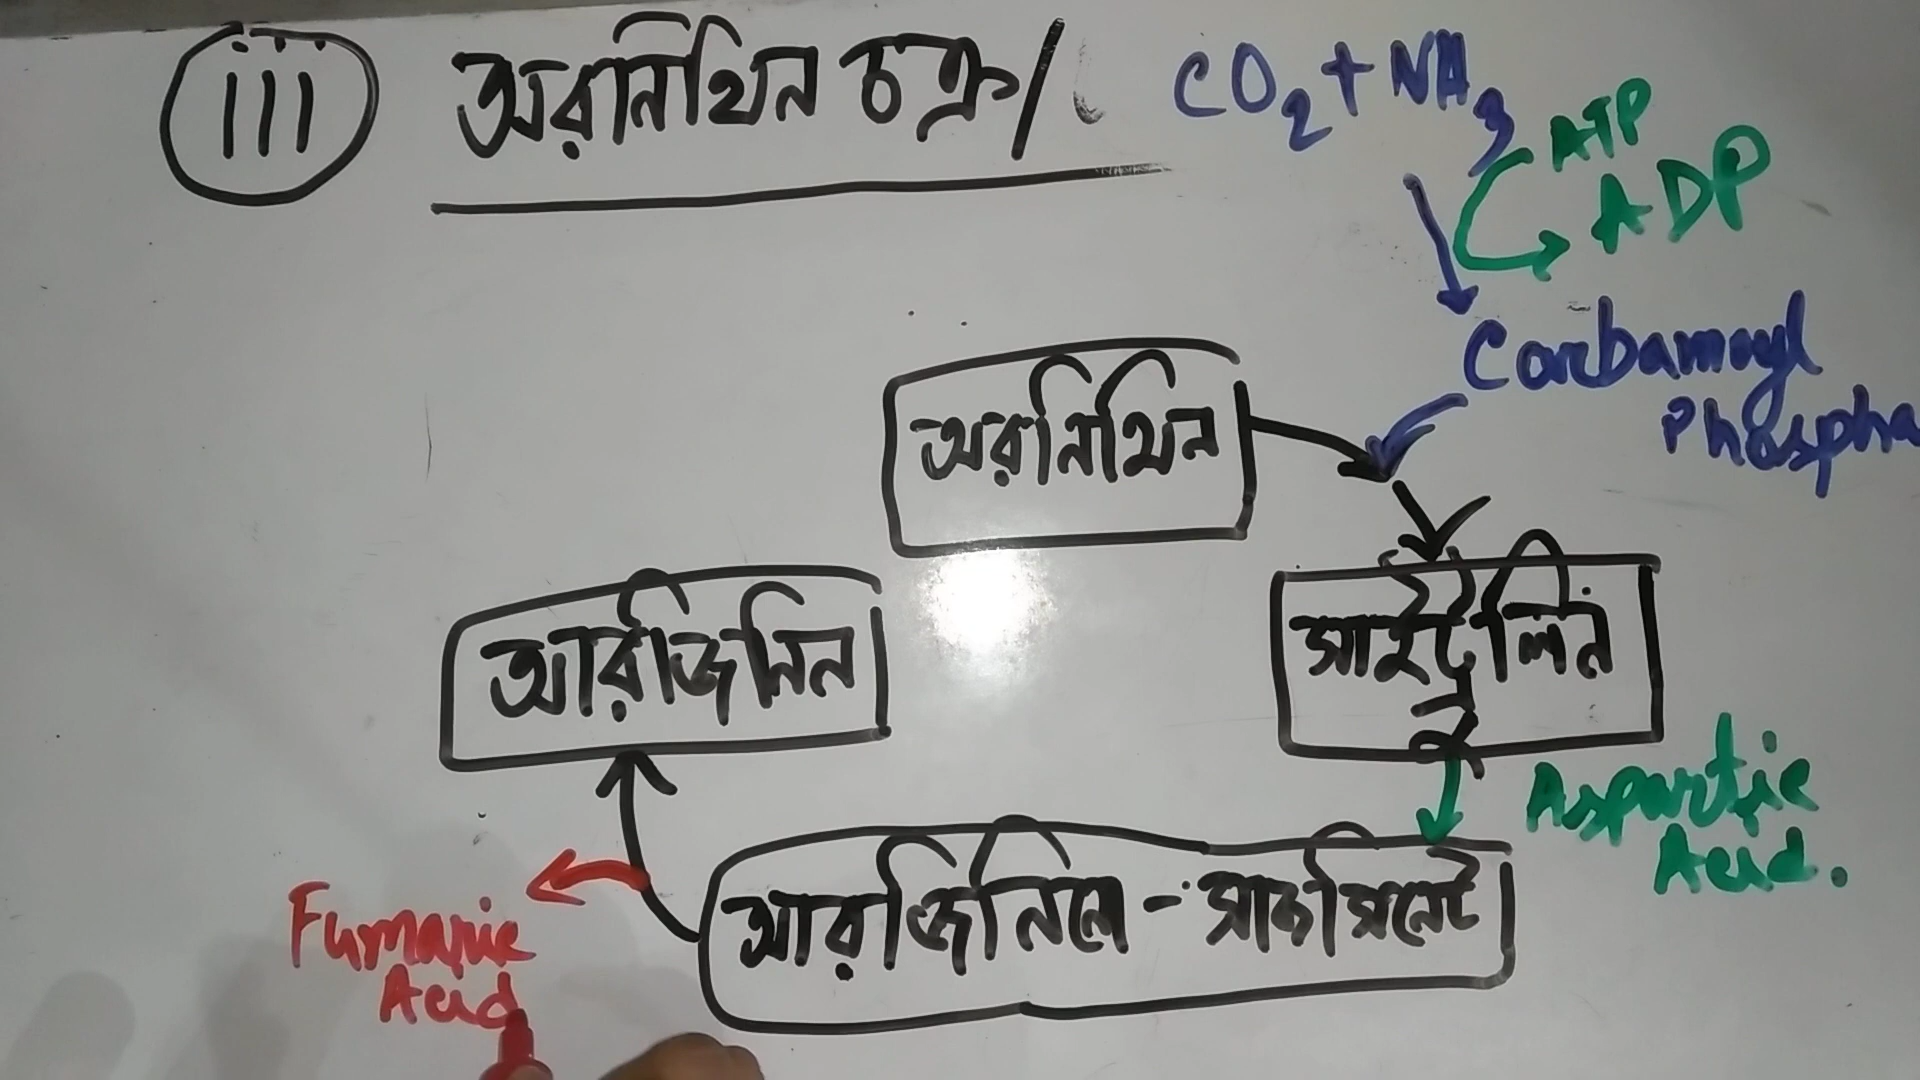 iii অরনিথিন চক্র/
CO2 + NH3
ATP
ADP
Carbamoyl
Phospha
অরনিথিন
সাইট্রুলিন
আরজিনিন
Aspartic
Acid.
আরজিনিনো-সাকসিনেট
Fumaric
Acid